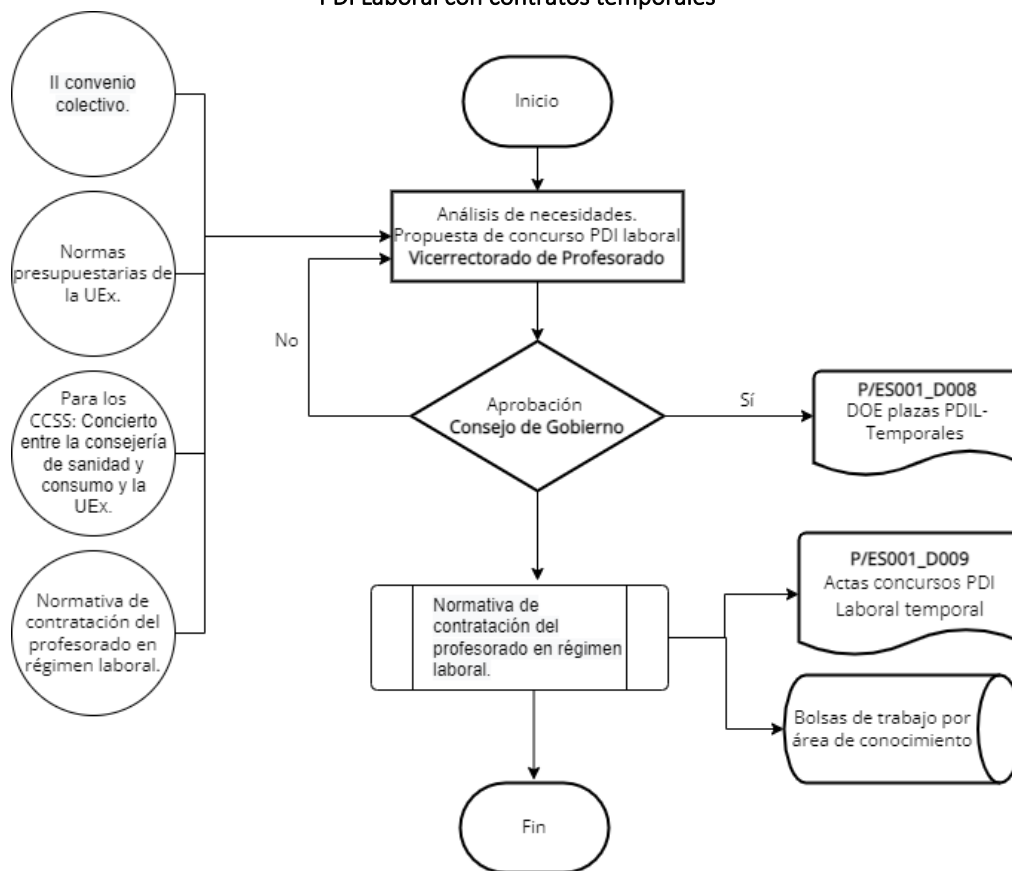 PDI Laboral con contratos temporales
II convenio
colectivo.
Inicio
Análisis de necesidades.
Propuesta de concurso PDI laboral
Vicerrectorado de Profesorado
Normas
presupuestarias de
la UEx.
No
Aprobación
Consejo de Gobierno
Sí
P/ES001_D008
DOE plazas PDIL-
Temporales
Para los
CCSS: Concierto
entre la consejería
de sanidad y
consumo y la
UEx.
P/ES001_D009
Actas concursos PDI
Laboral temporal
Normativa de
contratación del
profesorado en
régimen laboral.
Normativa de
contratación del
profesorado en régimen
laboral.
Bolsas de trabajo por
área de conocimiento
Fin